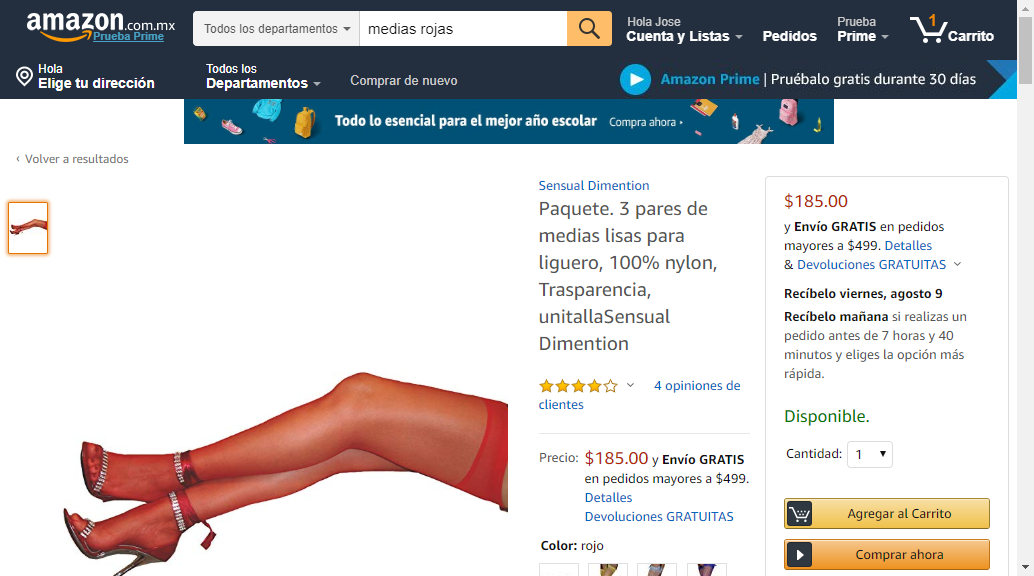 amazon.com.mx
Prueba Prime
Todos los departamentos
medias rojas
Hola Jose
Cuenta y Listas
Pedidos
Prueba
Prime
1
Carrito
Hola
Elige tu dirección
Todos los
Departamentos
Comprar de nuevo
Amazon Prime | Pruébalo gratis durante 30 días
Todo lo esencial para el mejor año escolar
Compra ahora ›
‹ Volver a resultados
Sensual Dimention
Paquete. 3 pares de
medias lisas para
liguero, 100% nylon,
Trasparencia,
unitallaSensual
Dimention
4 opiniones de
clientes
Precio: $185.00 y Envío GRATIS
en pedidos mayores a $499.
Detalles
Devoluciones GRATUITAS
Color: rojo
$185.00
y Envío GRATIS en pedidos
mayores a $499. Detalles
& Devoluciones GRATUITAS
Recíbelo viernes, agosto 9
Recíbelo mañana si realizas un
pedido antes de 7 horas y 40
minutos y eliges la opción más
rápida.
Disponible.
Cantidad: 1
Agregar al Carrito
Comprar ahora